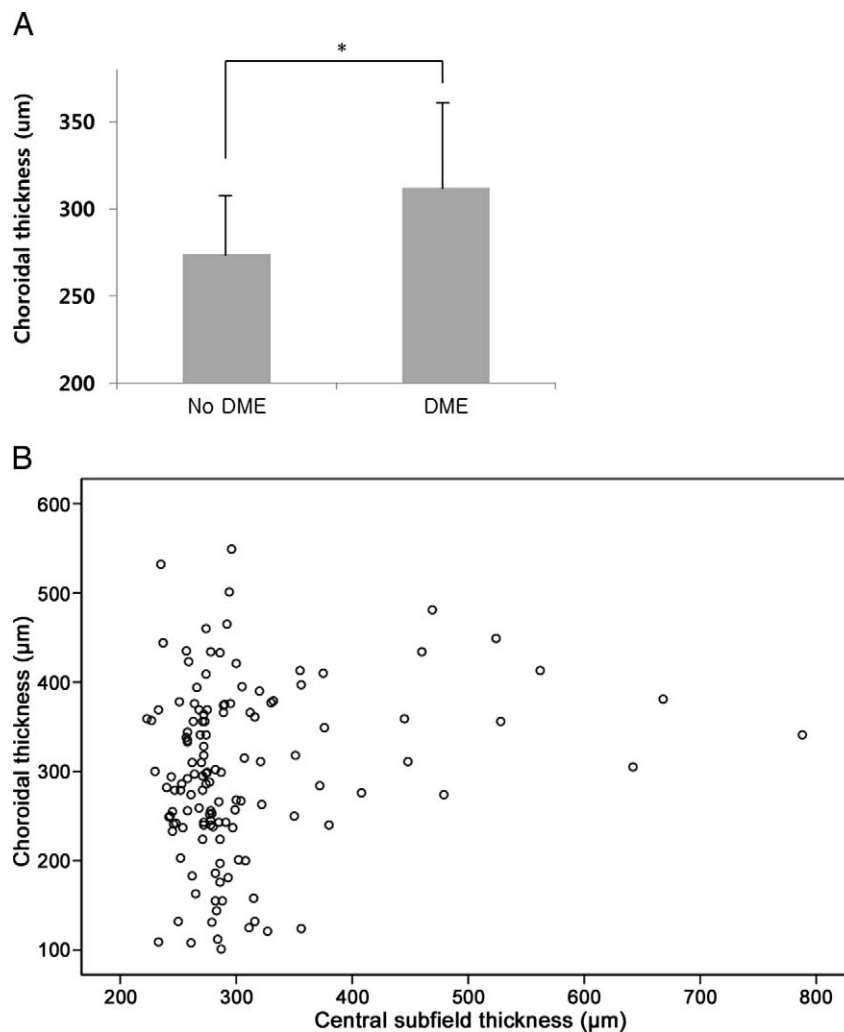 A
*
Choroidal thickness (um)
350
300
250
200
No DME DME
B
Choroidal thickness (µm)
600
500
400
300
200
100
200 300 400 500 600 700 800
Central subfield thickness (µm)